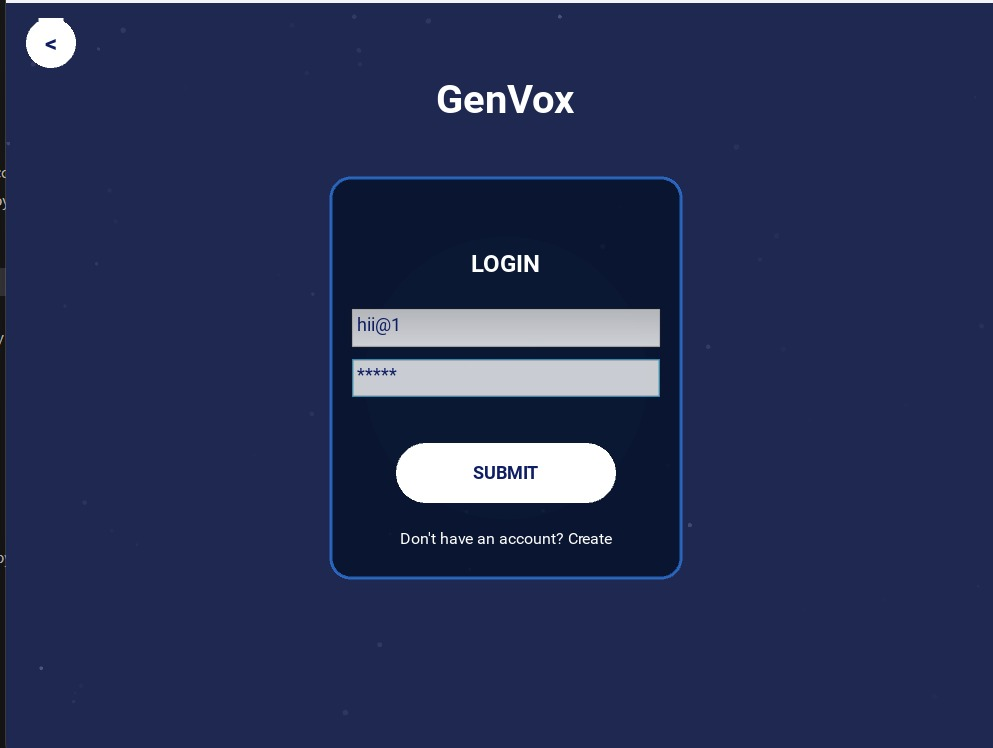 <
GenVox
LOGIN
hii@1
*****
SUBMIT
Don't have an account? Create